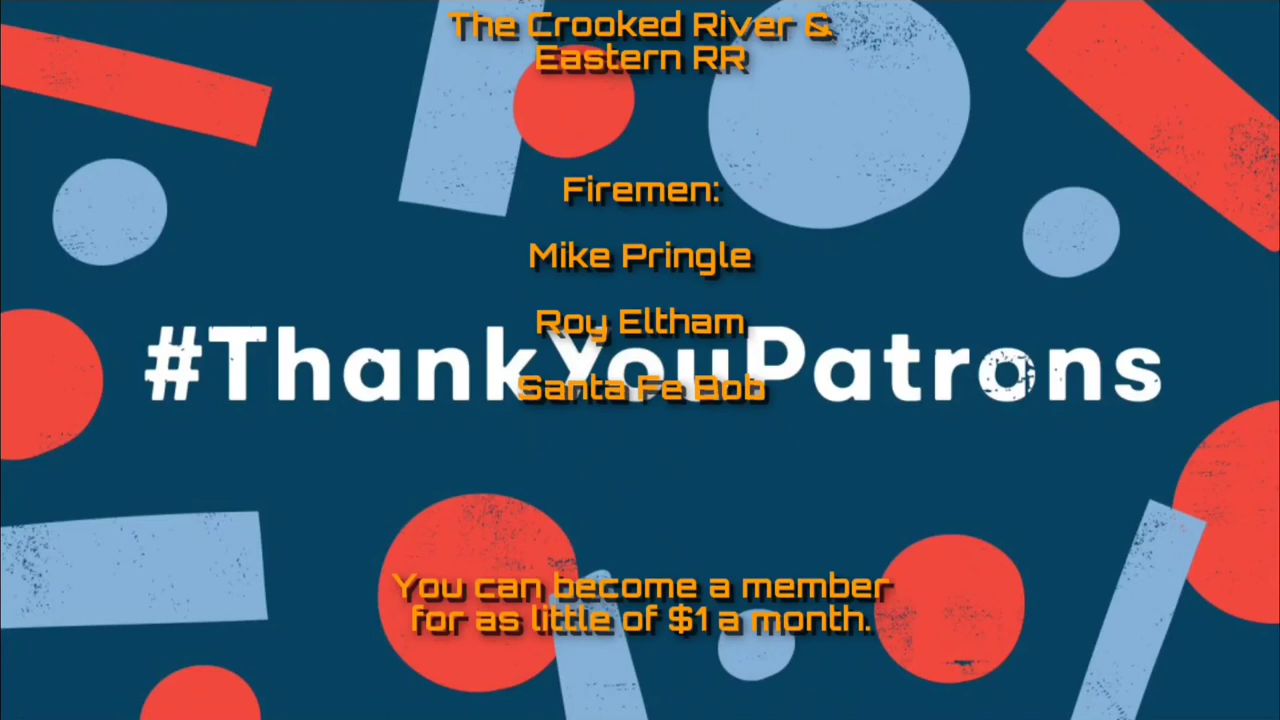 The Crooked River &
Eastern RR
Firemen:
Mike Pringle
Roy Eltham
#ThankYouPatrons
Santa Fe Bob
You can become a member
for as little of $1 a month.